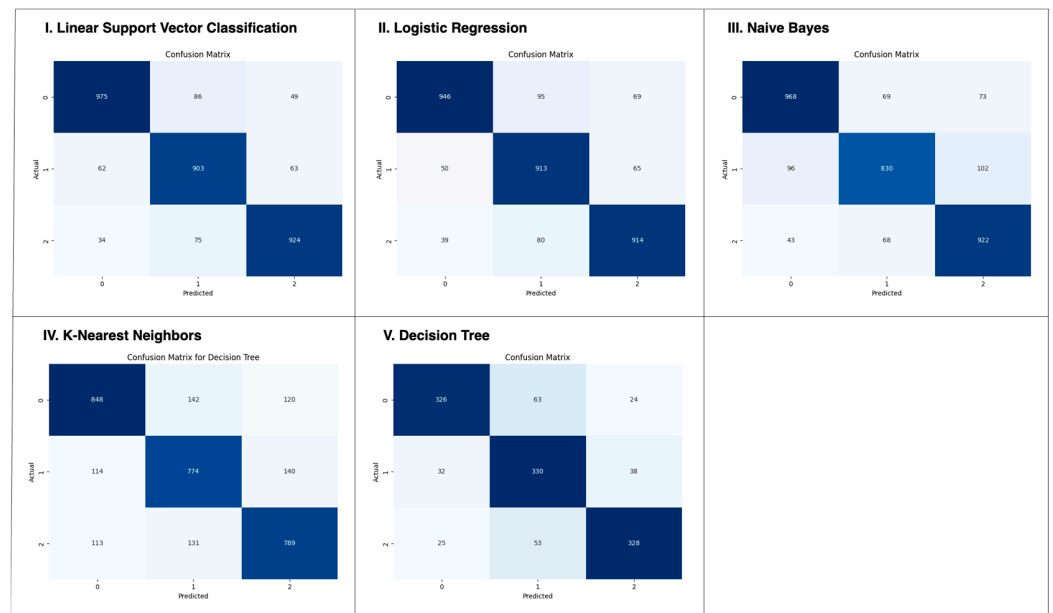 I. Linear Support Vector Classification
Confusion Matrix
0 975 86 49
Actual
1 62 903 63
2 34 75 924
0 1 2
Predicted
II. Logistic Regression
Confusion Matrix
0 946 95 69
Actual
1 50 913 65
2 39 80 914
0 1 2
Predicted
III. Naive Bayes
Confusion Matrix
0 968 69 73
Actual
1 96 830 102
2 43 68 922
0 1 2
Predicted
IV. K-Nearest Neighbors
Confusion Matrix for Decision Tree
0 848 142 120
Actual
1 114 774 140
2 113 131 789
0 1 2
Predicted
V. Decision Tree
Confusion Matrix
0 326 63 24
Actual
1 32 330 38
2 25 53 328
0 1 2
Predicted